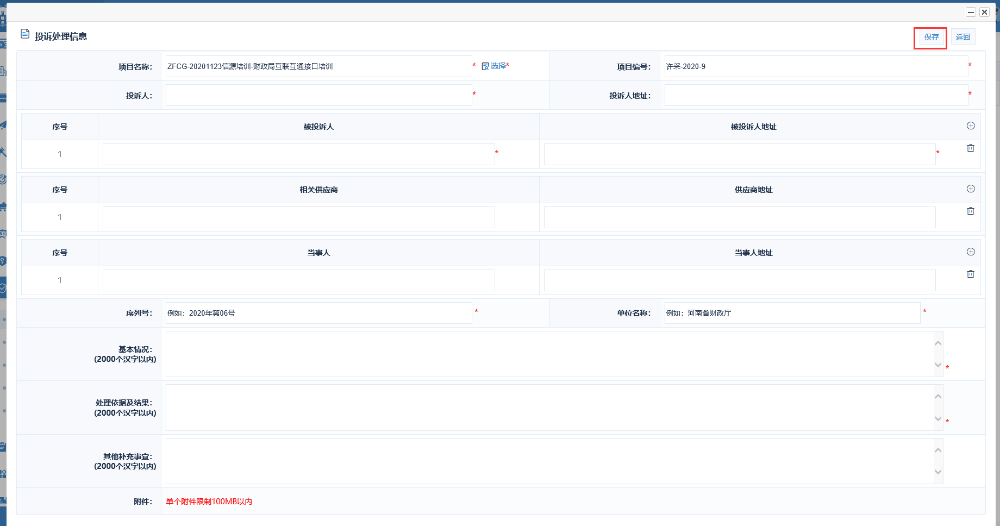 投诉处理信息
保存
返回
项目名称：
ZFCG-20201123信源培训-财政局互联互通接口培训
*
选择*
项目编号：
许采-2020-9
*
投诉人：
*
投诉人地址：
*
序号
被投诉人
被投诉人地址
1
*
*
序号
相关供应商
供应商地址
1
序号
当事人
当事人地址
1
序列号：
例如：2020年第06号
*
单位名称：
例如：河南省财政厅
*
基本情况：
(2000个汉字以内)
*
处理依据及结果：
(2000个汉字以内)
*
其他补充事宜：
(2000个汉字以内)
附件：
单个附件限制100MB以内